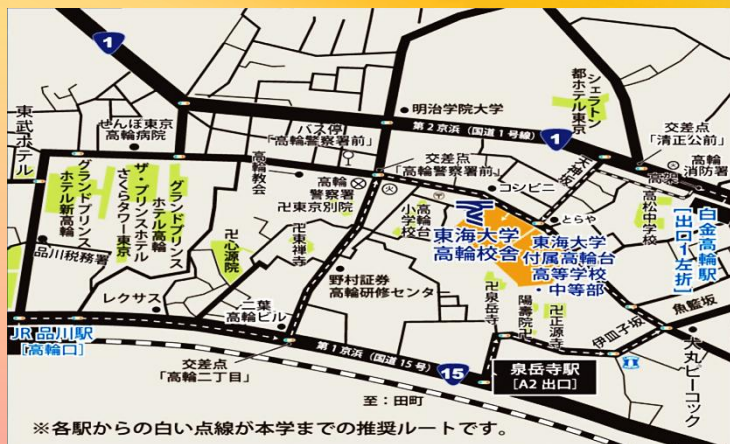 1
東武ホテル
せんぽ東京
高輪病院
グランドプリンス
ホテル新高輪
ザ・プリンスホテル
さくらタワー東京
グランドプリンス
ホテル高輪
品川税務署
高輪教会
バス停
「高輪警察署前」
高輪
警察署
卍東京別院
卍心源院
卍東禅寺
レクサス
二葉
高輪ビル
JR 品川駅
[高輪口]
交差点
「高輪二丁目」
明治学院大学
第2京浜（国道1号線）
1
シェラトン
都ホテル東京
交差点
「清正公前」
高輪
消防署
高架
天神坂
交差点
「高輪警察署前」
コンビニ
とらや
高松中学校
白金高輪駅
[出口1左折]
高輪台
小学校
東海大学
高輪校舎
東海大学
付属高輪台
高等学校
・中等部
野村証券
高輪研修センタ
卍泉岳寺
陽壽院卍
卍正源寺
伊皿子坂
魚籃坂
大丸ピーコック
第1京浜（国道15号）
15
泉岳寺駅
[A2 出口]
至：田町
※各駅からの白い点線が本学までの推奨ルートです。